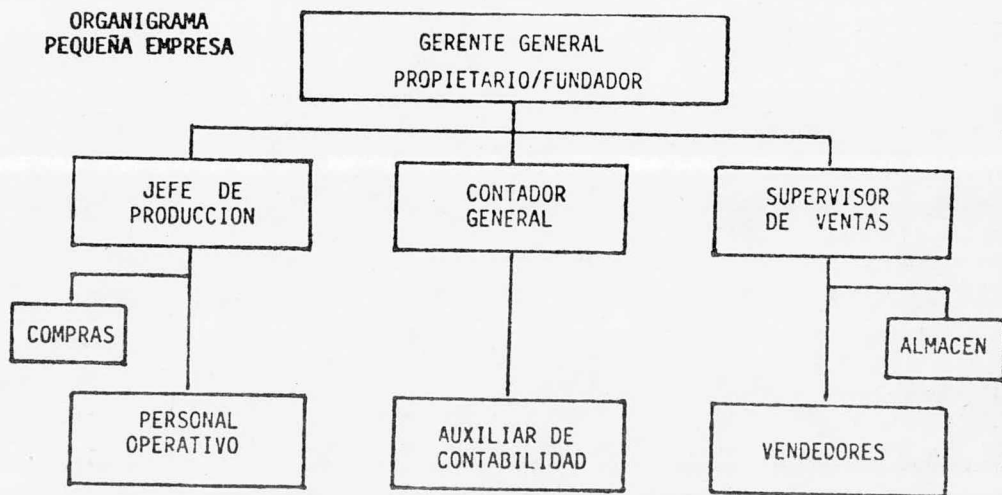 ORGANIGRAMA
PEQUEÑA EMPRESA
GERENTE GENERAL
PROPIETARIO/FUNDADOR
JEFE DE
PRODUCCION
CONTADOR
GENERAL
SUPERVISOR
DE VENTAS
COMPRAS
ALMACEN
PERSONAL
OPERATIVO
AUXILIAR DE
CONTABILIDAD
VENDEDORES